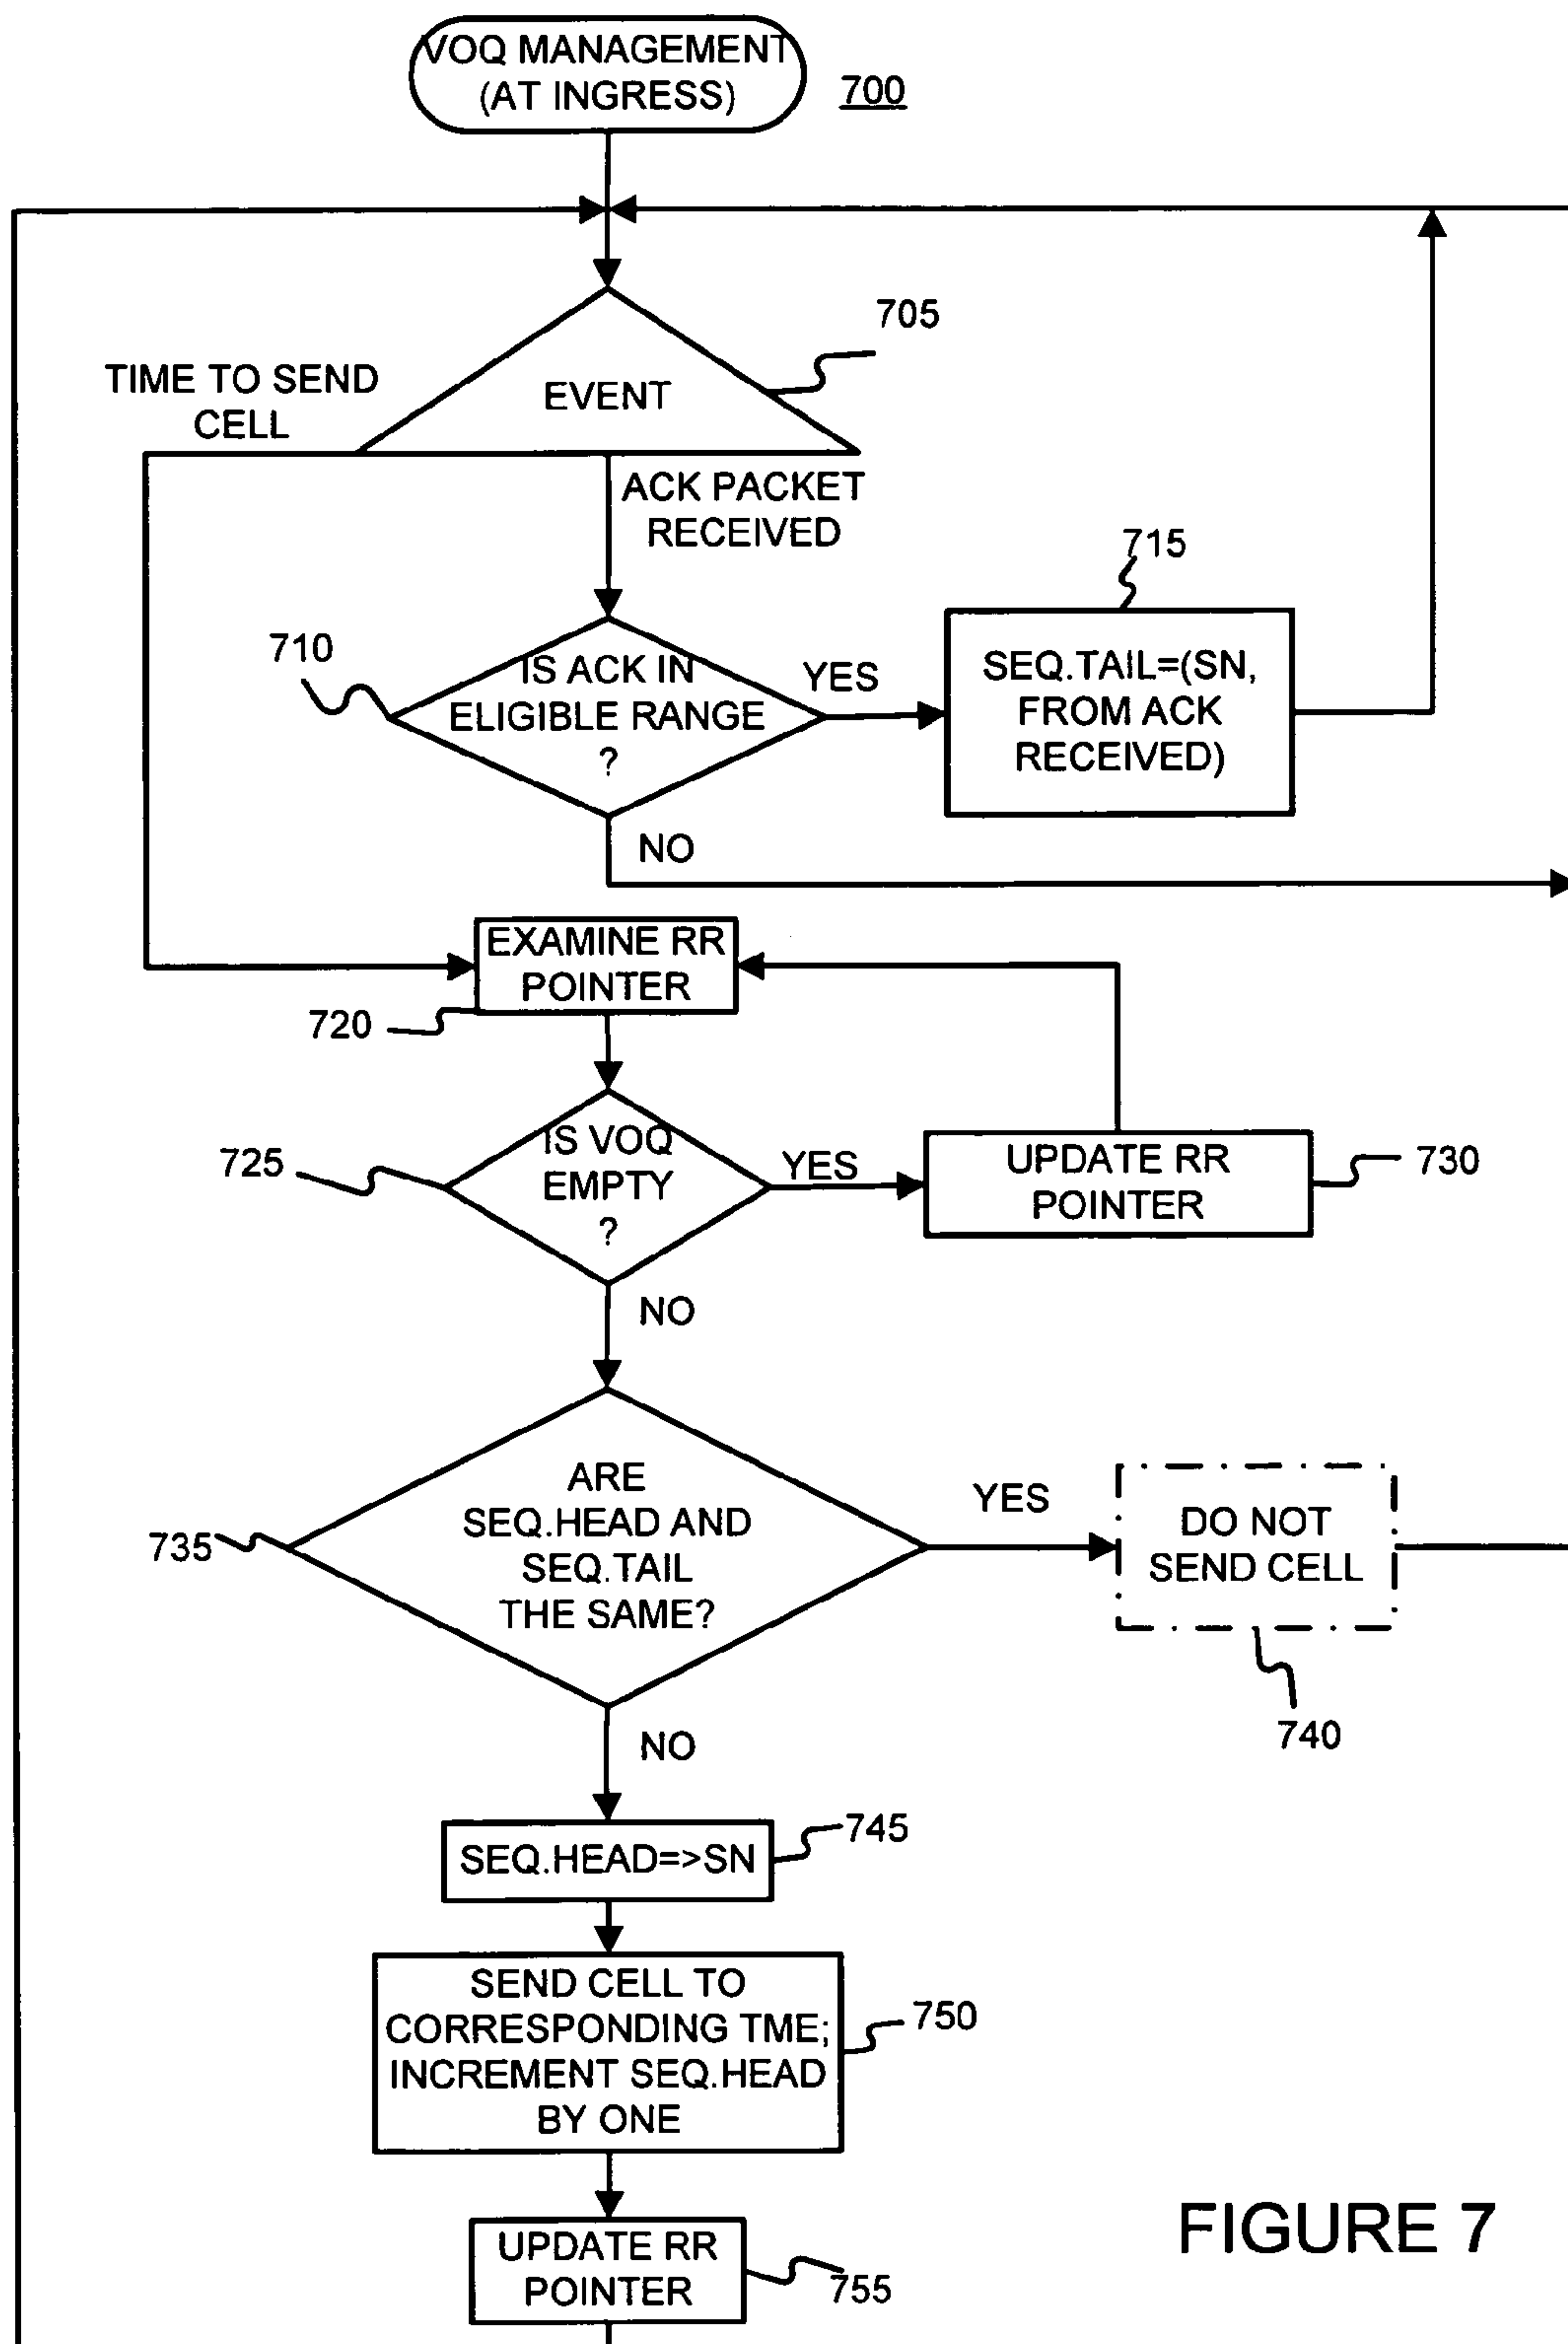 VOQ MANAGEMENT
(AT INGRESS)
700
705
TIME TO SEND
CELL
EVENT
ACK PACKET
RECEIVED
715
710
IS ACK IN
ELIGIBLE RANGE
?
YES
SEQ.TAIL=(SN,
FROM ACK
RECEIVED)
NO
EXAMINE RR
POINTER
720
725
IS VOQ
EMPTY
?
YES
UPDATE RR
POINTER
730
NO
ARE
SEQ.HEAD AND
SEQ.TAIL
THE SAME?
735
YES
DO NOT
SEND CELL
740
NO
SEQ.HEAD=>SN
745
SEND CELL TO
CORRESPONDING TME;
INCREMENT SEQ.HEAD
BY ONE
750
UPDATE RR
POINTER
755
FIGURE 7